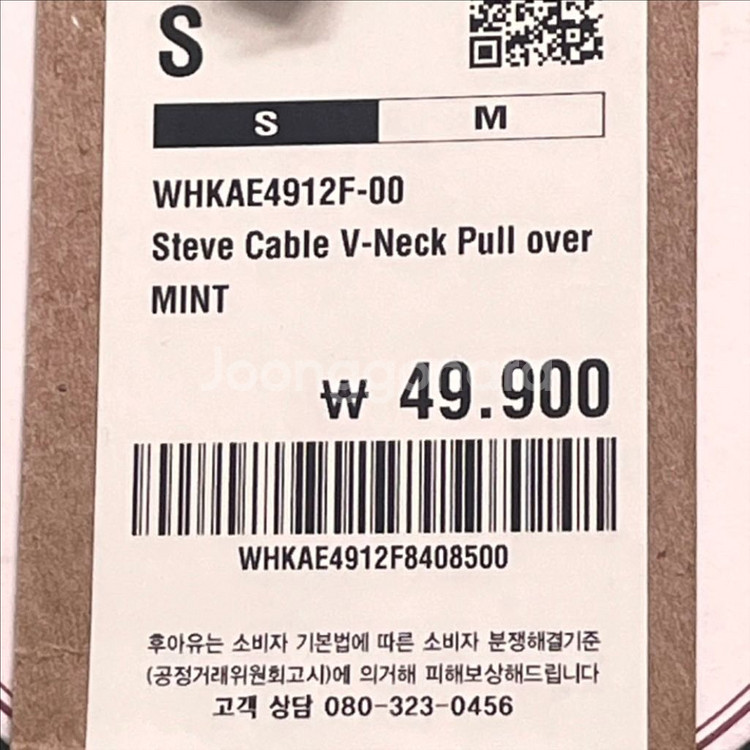 S
S M
WHKAE4912F-00
Steve Cable V-Neck Pull over
MINT
Joonggonara
₩ 49.900
WHKAE4912F8408500
후아유는 소비자 기본법에 따른 소비자 분쟁해결기준
(공정거래위원회고시)에 의거해 피해보상해드립니다
고객 상담 080-323-0456